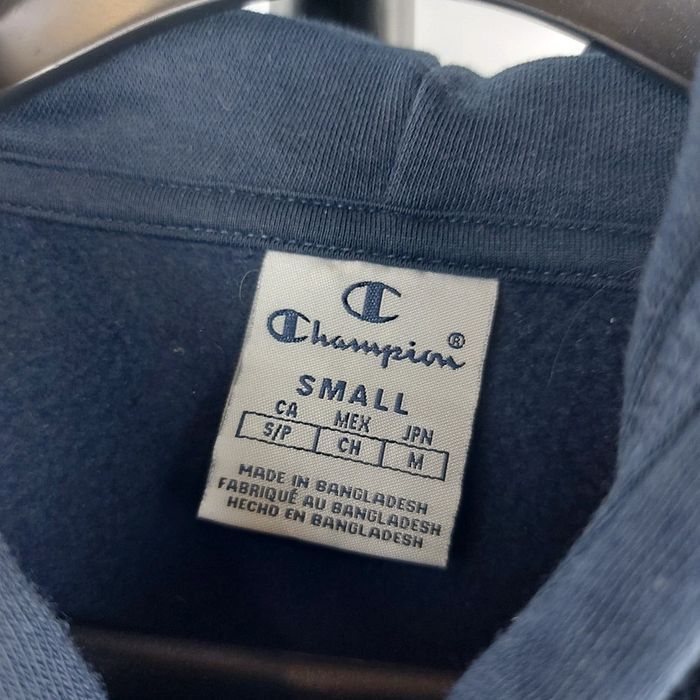 C
Champion®
SMALL
CA MEX JPN
S/P CH M
MADE IN BANGLADESH
FABRIQUÉ AU BANGLADESH
HECHO EN BANGLADESH